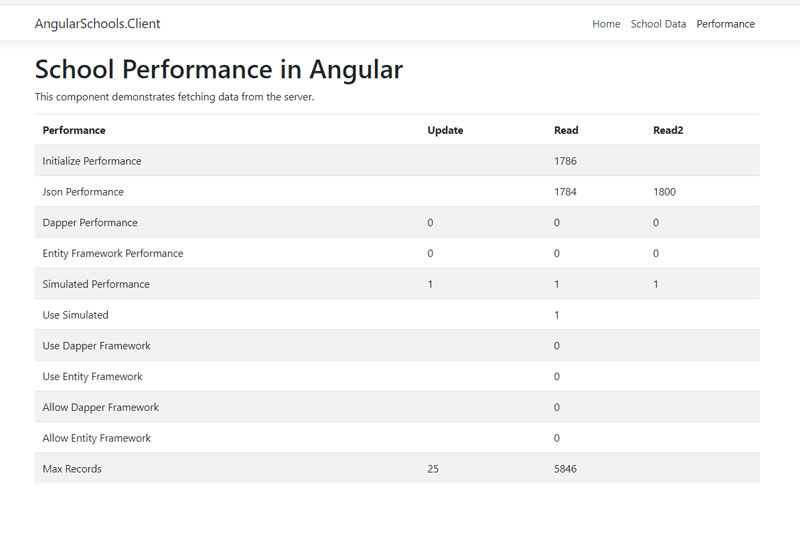 AngularSchools.Client Home School Data Performance
School Performance in Angular
This component demonstrates fetching data from the server.
Performance Update Read Read2
Initialize Performance 1786
Json Performance 1784 1800
Dapper Performance 0 0 0
Entity Framework Performance 0 0 0
Simulated Performance 1 1 1
Use Simulated 1
Use Dapper Framework 0
Use Entity Framework 0
Allow Dapper Framework 0
Allow Entity Framework 0
Max Records 25 5846